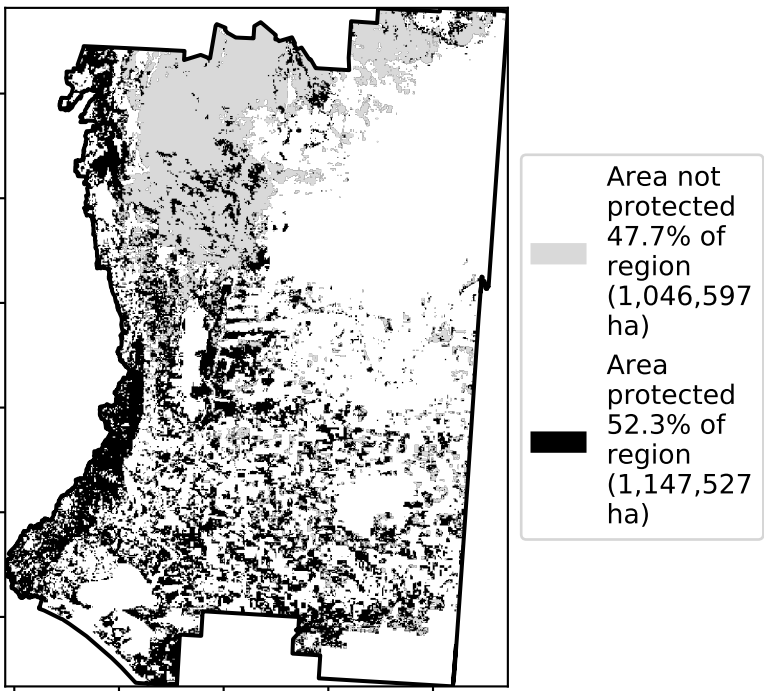 Area not
protected
47.7% of
region
(1,046,597
ha)
Area
protected
52.3% of
region
(1,147,527
ha)